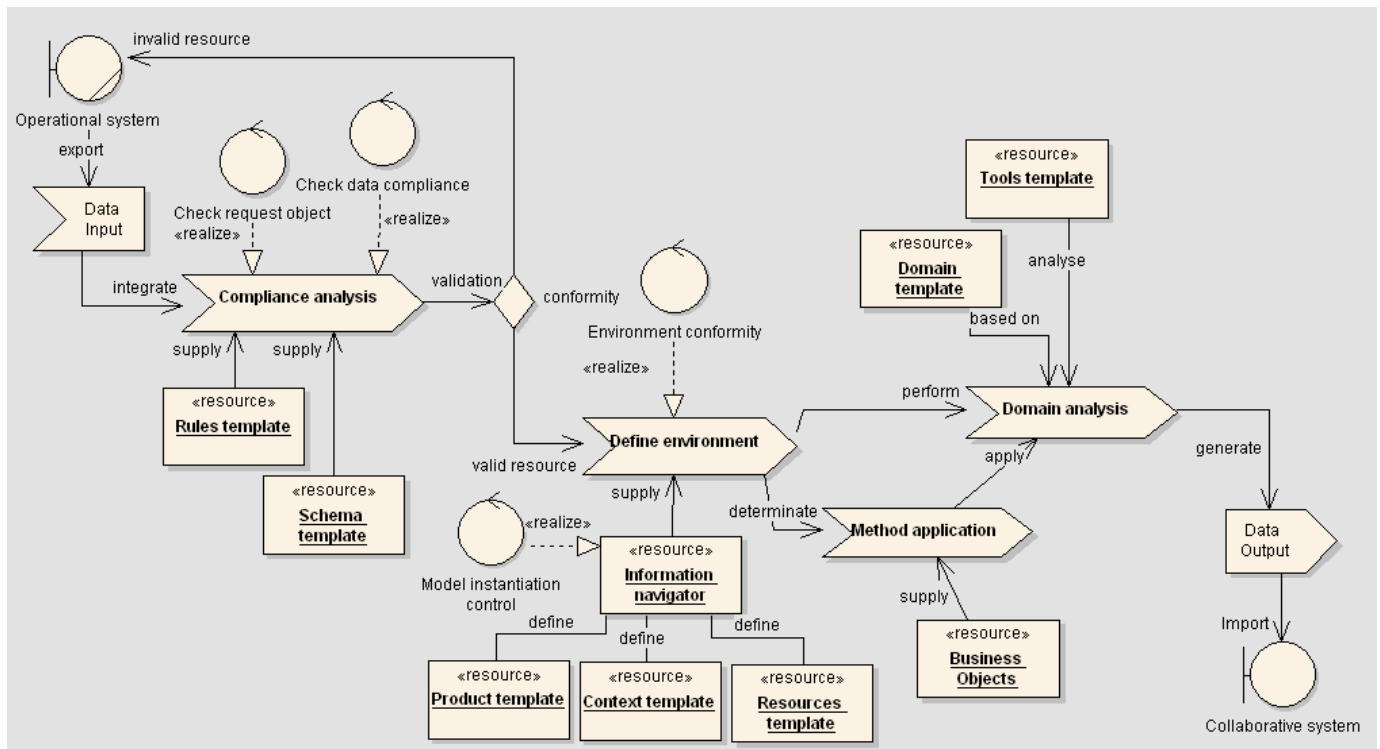 invalid resource
Operational system
export
Data
Input
Check request object
«realize»
Check data compliance
«realize»
integrate
Compliance analysis
validation
conformity
supply
supply
«resource»
Rules template
«resource»
Schema
template
Environment conformity
«realize»
valid resource
Define environment
supply
Model instantiation
control
«realize»
«resource»
Information
navigator
define
define
define
«resource»
Product template
«resource»
Context template
«resource»
Resources
template
determinate
Method application
supply
«resource»
Business
Objects
apply
perform
Domain analysis
«resource»
Domain
template
based on
«resource»
Tools template
analyse
generate
Data
Output
Import
Collaborative system